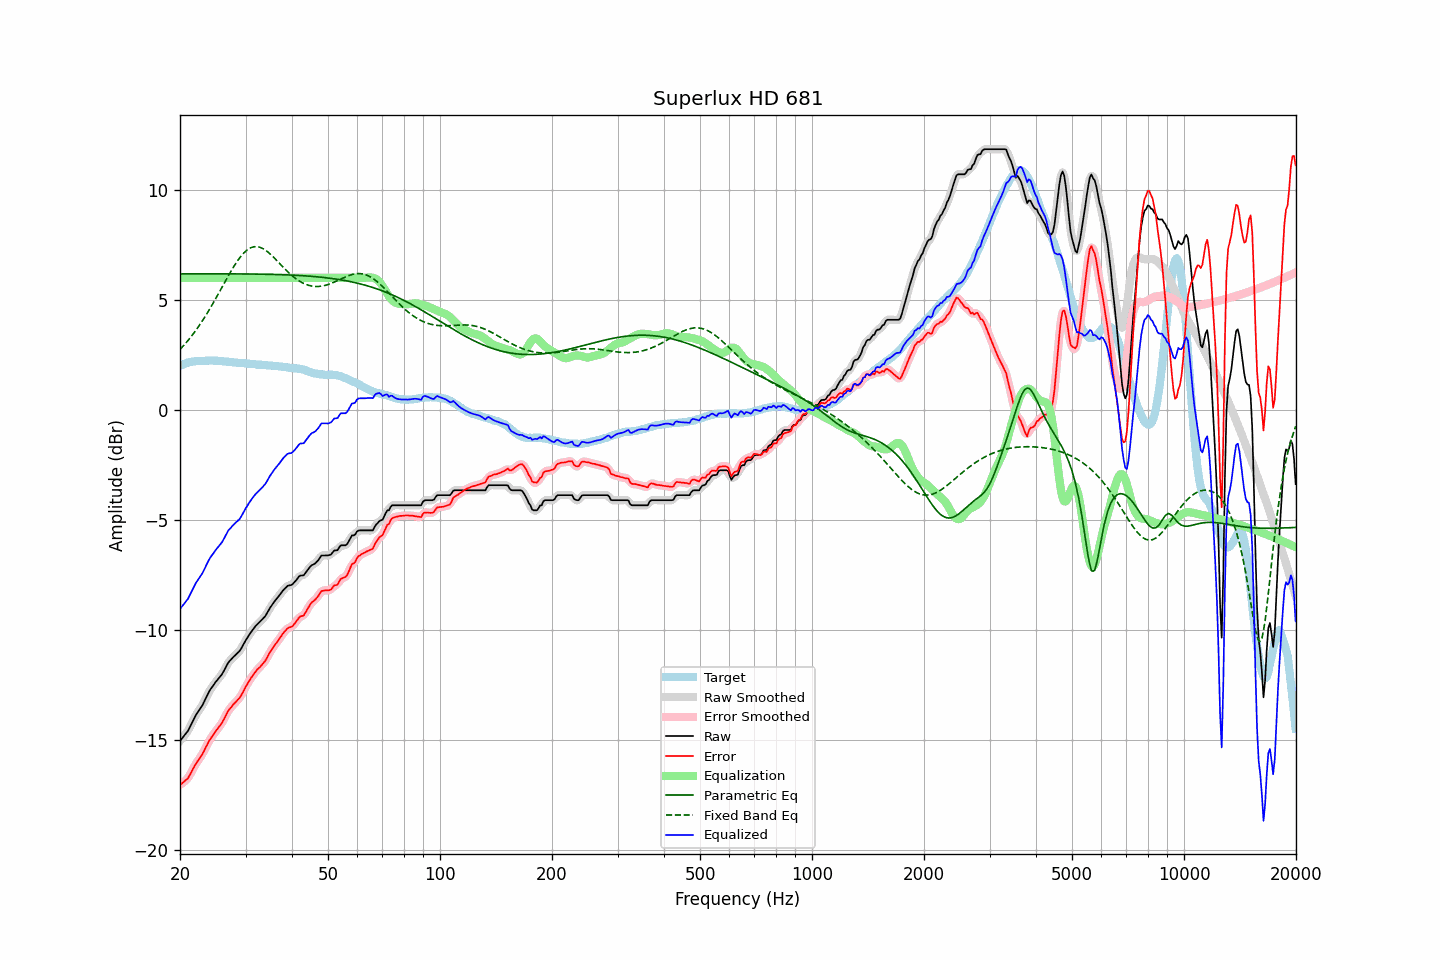 Superlux HD 681
Amplitude (dBr)
10
5
0
−5
−10
−15
−20
Target
Raw Smoothed
Error Smoothed
Raw
Error
Equalization
Parametric Eq
Fixed Band Eq
Equalized
20 50 100 200 500 1000 2000 5000 10000 20000
Frequency (Hz)